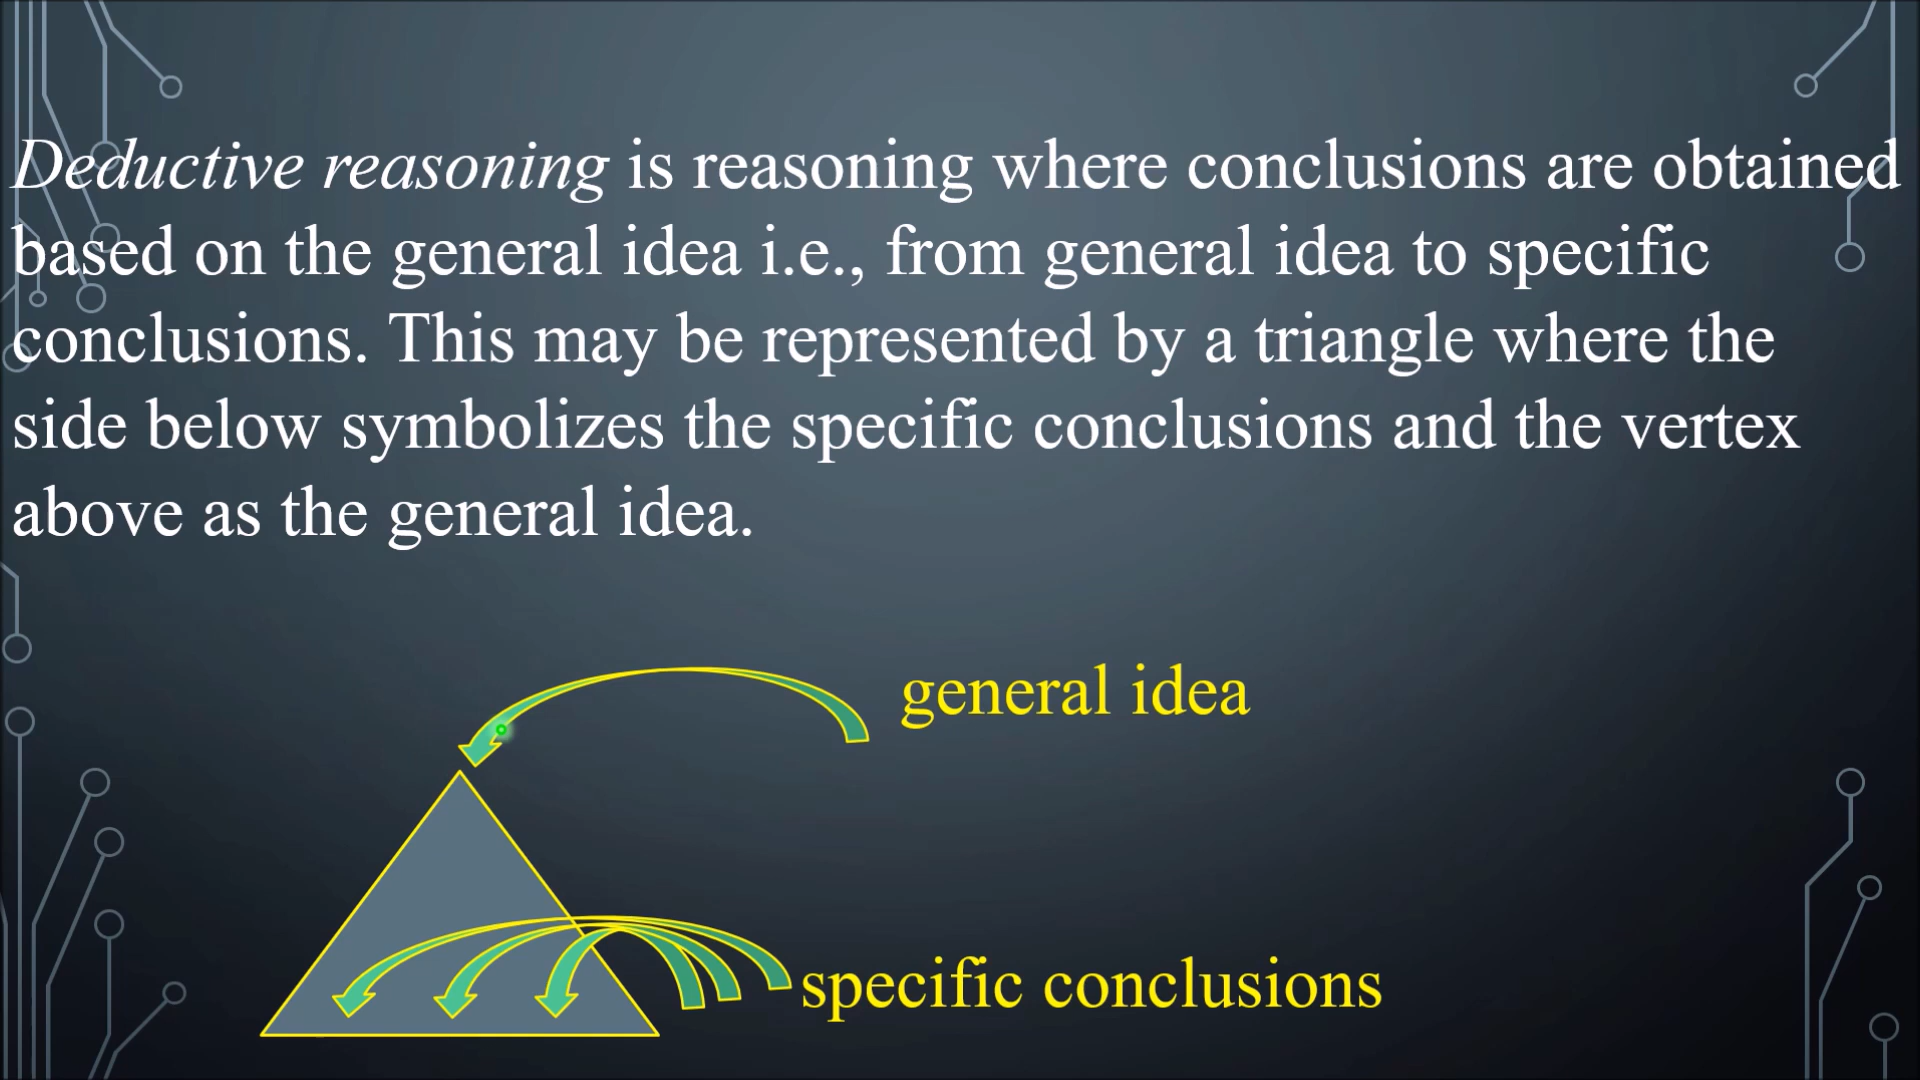 Deductive reasoning is reasoning where conclusions are obtained
based on the general idea i.e., from general idea to specific
conclusions. This may be represented by a triangle where the
side below symbolizes the specific conclusions and the vertex
above as the general idea.
general idea
specific conclusions